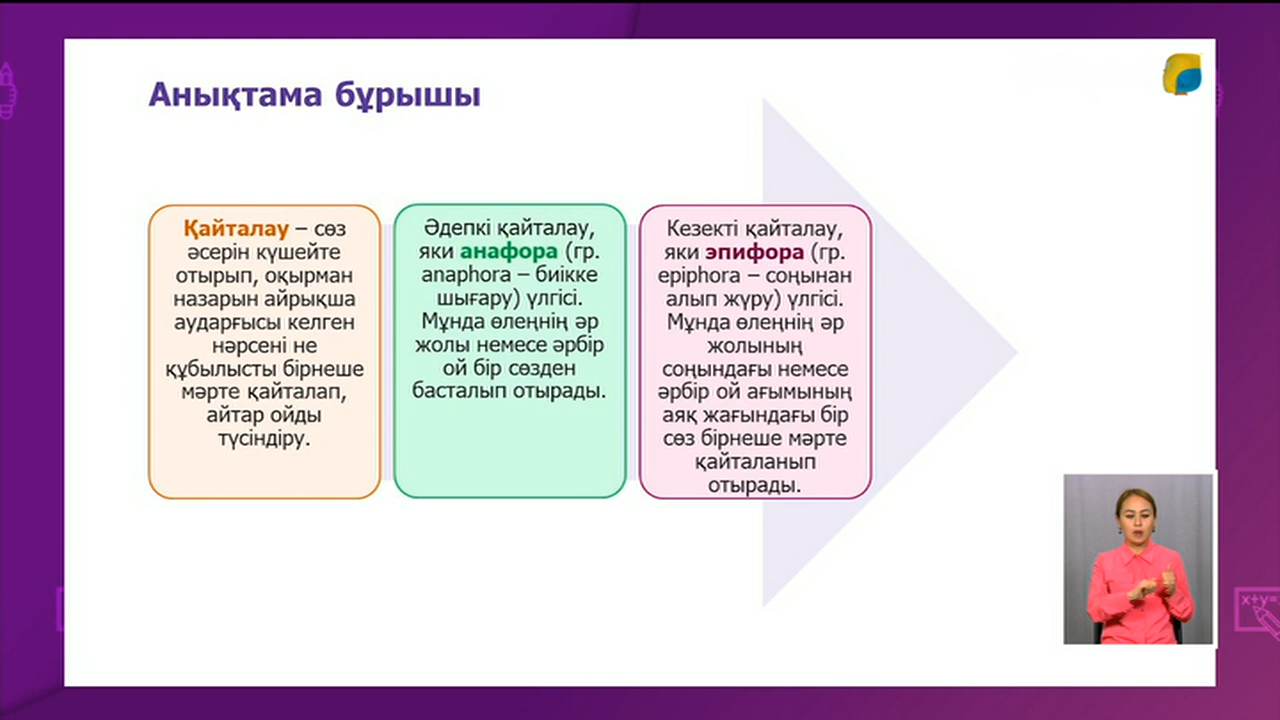 Анықтама бұрышы
Қайталау – сөз
әсерін күшейте
отырып, оқырман
назарын айрықша
аударғысы келген
нәрсені не
құбылысты бірнеше
мәрте қайталап,
айтар ойды
түсіндіру.
Әдепкі қайталау,
яки анафора (гр.
anaphora – биікке
шығару) үлгісі.
Мұнда өлеңнің әр
жолы немесе әрбір
ой бір сөзден
басталып отырады.
Кезекті қайталау,
яки эпифора (гр.
epiphora – соңынан
алып жүру) үлгісі.
Мұнда өлеңнің әр
жолының
соңындағы немесе
әрбір ой ағымының
аяқ жағындағы бір
сөз бірнеше мәрте
қайталанып
отырады.
x+y=